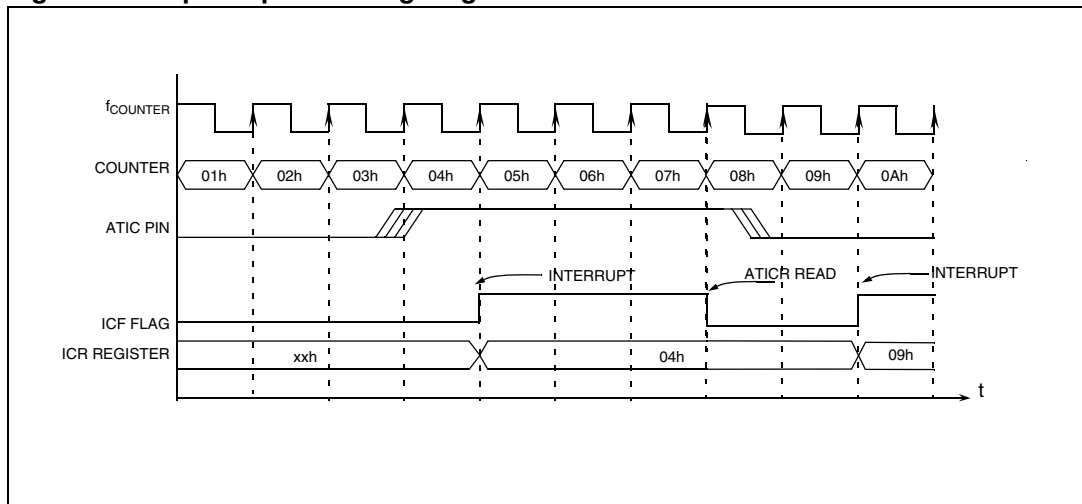 fCOUNTER
COUNTER 01h 02h 03h 04h 05h 06h 07h 08h 09h 0Ah
ATIC PIN
INTERRUPT ATICR READ INTERRUPT
ICF FLAG
ICR REGISTER xxh 04h 09h
t